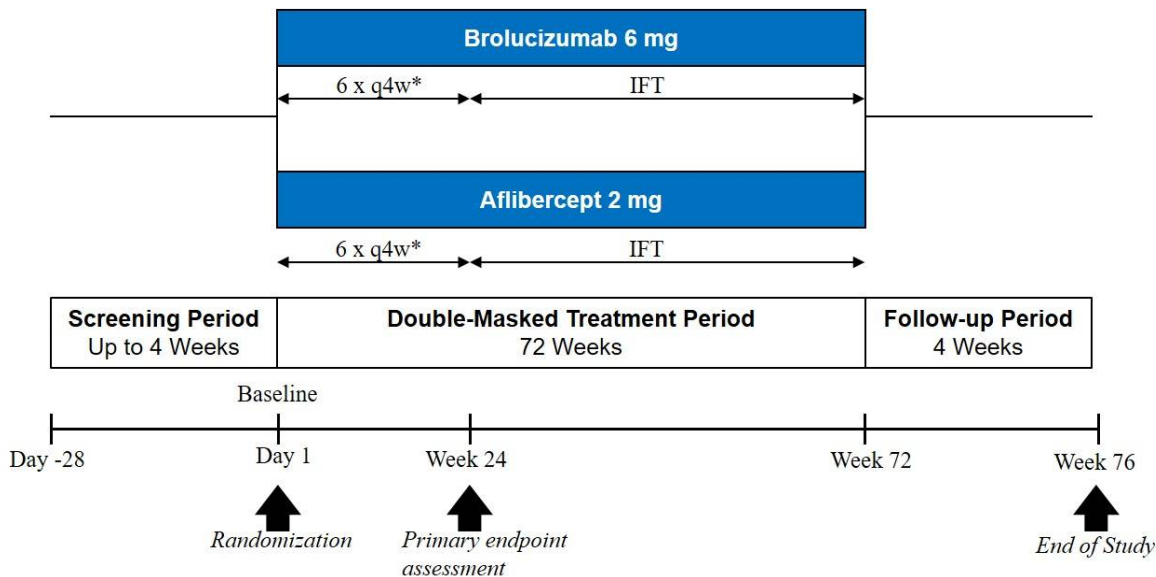 Brolucizumab 6 mg
6 x q4w*
IFT
Aflibercept 2 mg
6 x q4w*
IFT
Screening Period
Up to 4 Weeks
Double-Masked Treatment Period
72 Weeks
Follow-up Period
4 Weeks
Baseline
Day -28
Day 1
Week 24
Week 72
Week 76
Randomization
Primary endpoint
assessment
End of Study